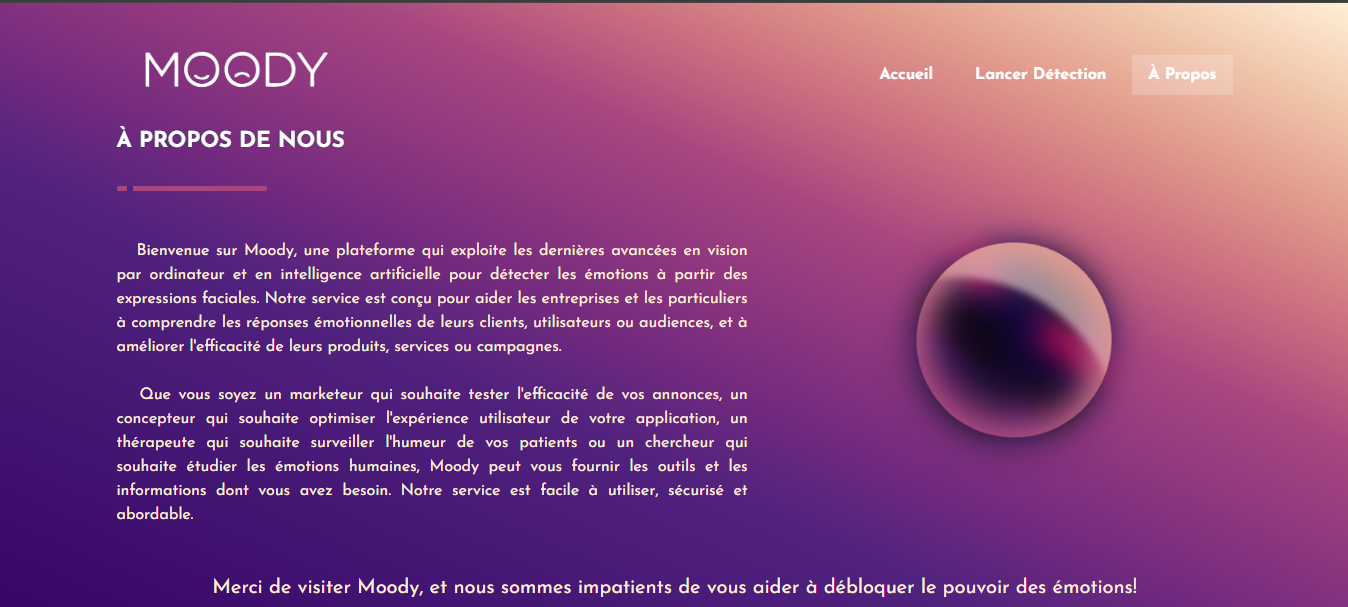 MOODY
Accueil Lancer Détection À Propos
À PROPOS DE NOUS
Bienvenue sur Moody, une plateforme qui exploite les dernières avancées en vision
par ordinateur et en intelligence artificielle pour détecter les émotions à partir des
expressions faciales. Notre service est conçu pour aider les entreprises et les particuliers
à comprendre les réponses émotionnelles de leurs clients, utilisateurs ou audiences, et à
améliorer l'efficacité de leurs produits, services ou campagnes.
Que vous soyez un marketeur qui souhaite tester l'efficacité de vos annonces, un
concepteur qui souhaite optimiser l'expérience utilisateur de votre application, un
thérapeute qui souhaite surveiller l'humeur de vos patients ou un chercheur qui
souhaite étudier les émotions humaines, Moody peut vous fournir les outils et les
informations dont vous avez besoin. Notre service est facile à utiliser, sécurisé et
abordable.
Merci de visiter Moody, et nous sommes impatients de vous aider à débloquer le pouvoir des émotions!